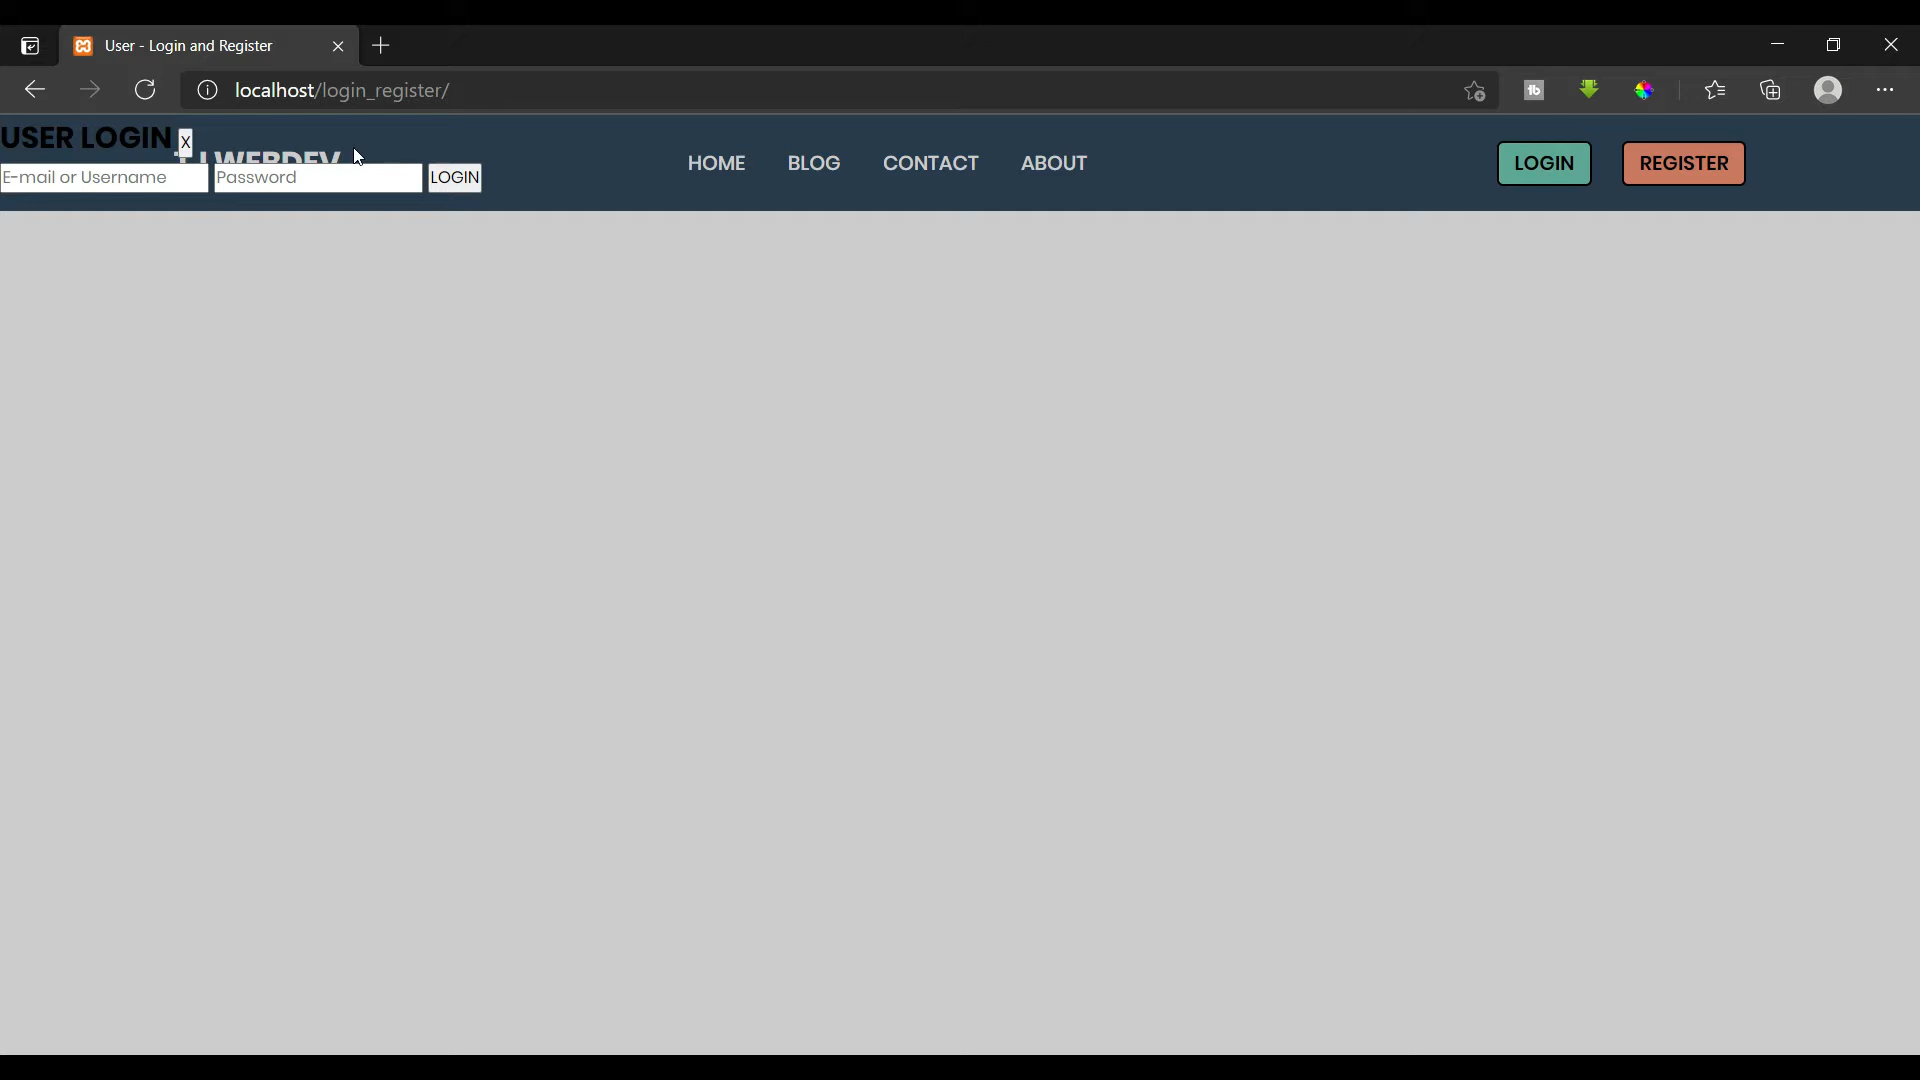 User - Login and Register
localhost/login_register/
USER LOGIN X
WEBDEV
HOME BLOG CONTACT ABOUT
LOGIN REGISTER
E-mail or Username Password LOGIN